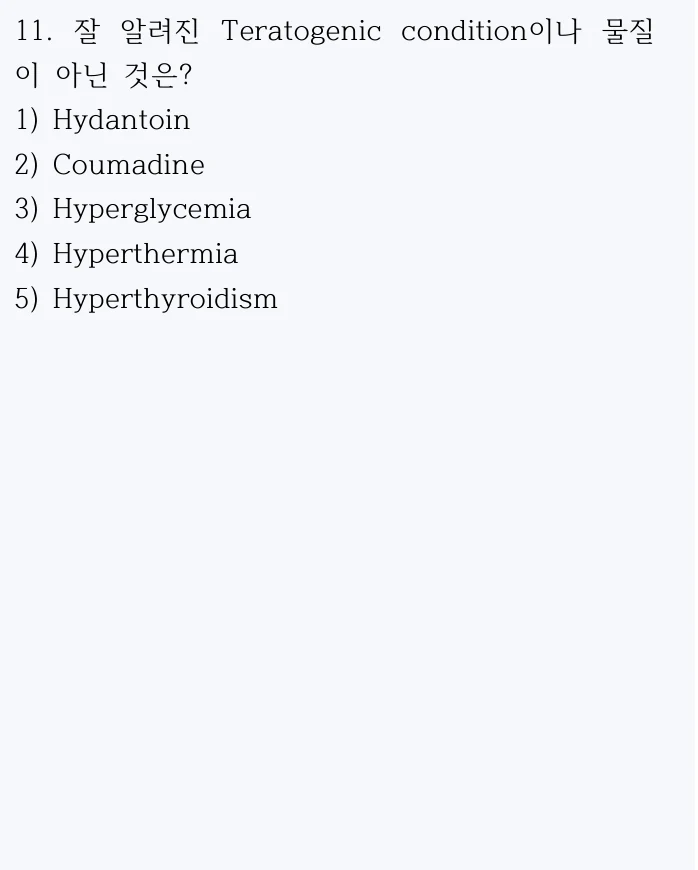 11. 잘 알려진 Teratogenic condition이나 물질
이 아닌 것은?
1) Hydantoin
2) Coumadine
3) Hyperglycemia
4) Hyperthermia
5) Hyperthyroidism